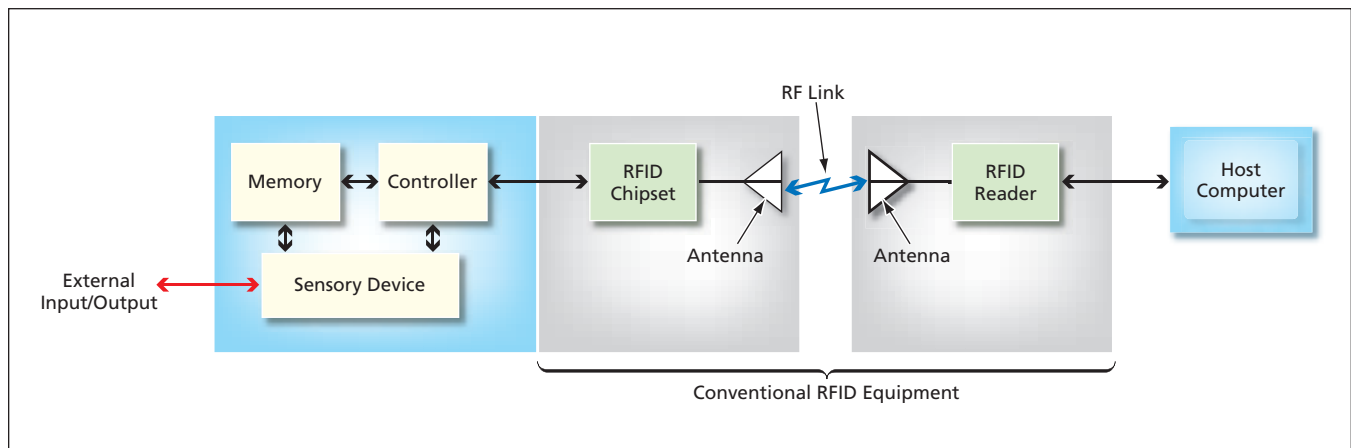 RF Link
Memory
Controller
RFID
Chipset
RFID
Reader
Host
Computer
Antenna
Antenna
External
Input/Output
Sensory Device
Conventional RFID Equipment